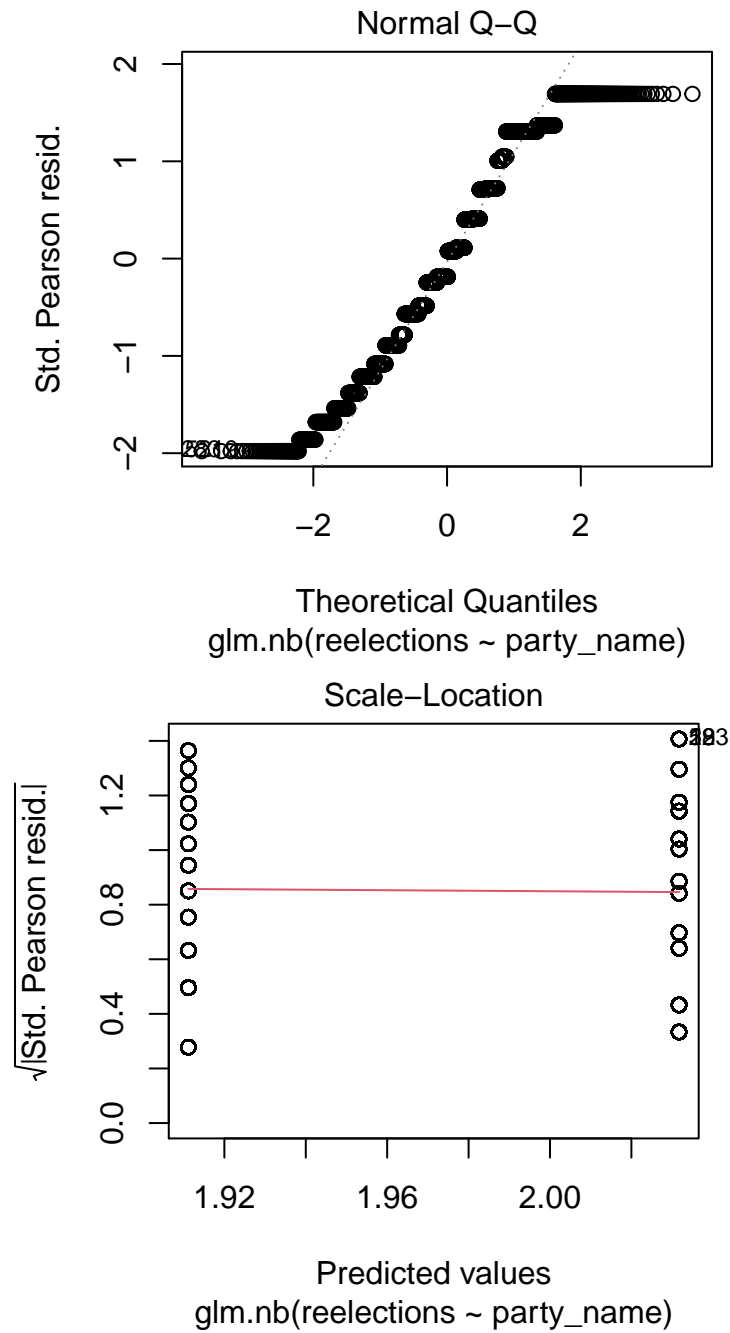 Normal Q−Q
2
1
0
−1
−2
Std. Pearson resid.
−2 0 2
Theoretical Quantiles
glm.nb(reelections ~ party_name)
Scale−Location
1.2
0.8
0.4
0.0
√|Std. Pearson resid.|
1.92 1.96 2.00
Predicted values
glm.nb(reelections ~ party_name)